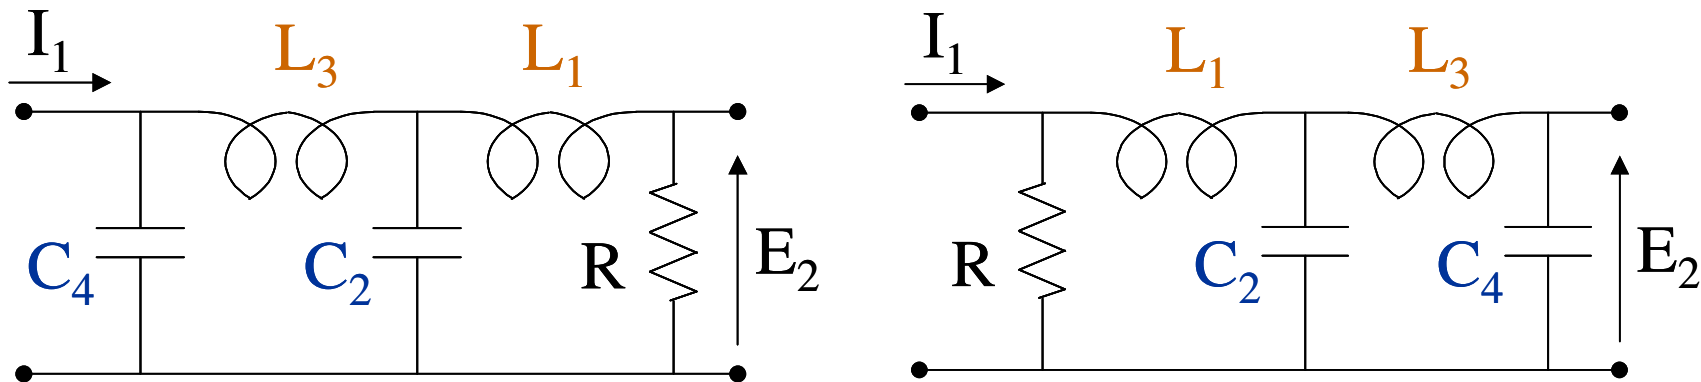 I₁ L₃ L₁ I₁ L₁ L₃
C₄ C₂ R E₂ R C₂ C₄ E₂